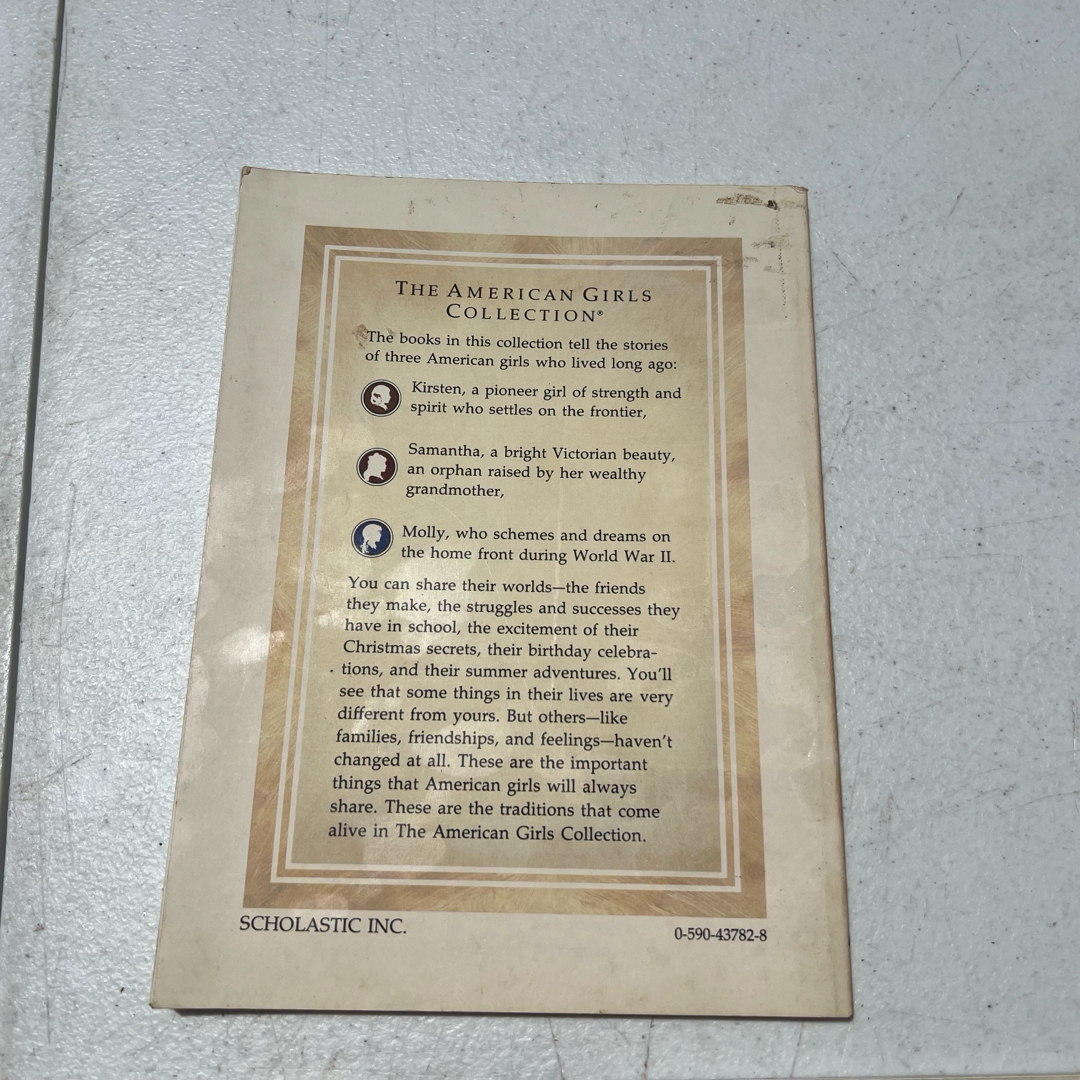 THE AMERICAN GIRLS
COLLECTION®
The books in this collection tell the stories
of three American girls who lived long ago:
Kirsten, a pioneer girl of strength and
spirit who settles on the frontier,
Samantha, a bright Victorian beauty,
an orphan raised by her wealthy
grandmother,
Molly, who schemes and dreams on
the home front during World War II.
You can share their worlds—the friends
they make, the struggles and successes they
have in school, the excitement of their
Christmas secrets, their birthday celebra-
tions, and their summer adventures. You'll
see that some things in their lives are very
different from yours. But others—like
families, friendships, and feelings—haven't
changed at all. These are the important
things that American girls will always
share. These are the traditions that come
alive in The American Girls Collection.
SCHOLASTIC INC.
0-590-43782-8